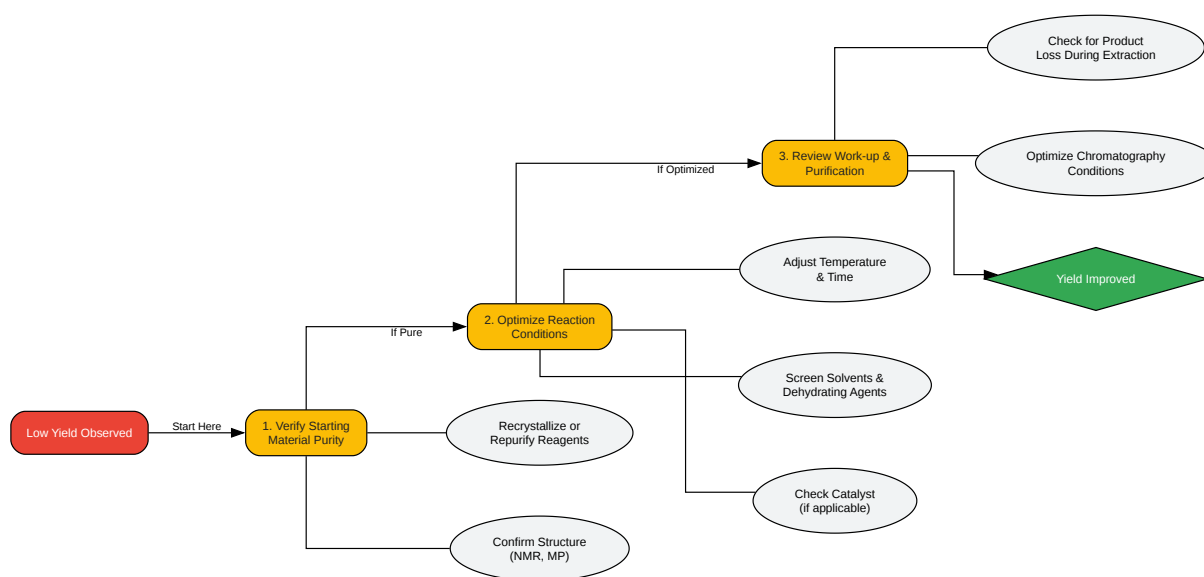 Low Yield Observed
Start Here
1. Verify Starting
Material Purity
Recrystallize or
Repurify Reagents
Confirm Structure
(NMR, MP)
If Pure
2. Optimize Reaction
Conditions
Adjust Temperature
& Time
Screen Solvents &
Dehydrating Agents
Check Catalyst
(if applicable)
If Optimized
3. Review Work-up &
Purification
Check for Product
Loss During Extraction
Optimize Chromatography
Conditions
Yield Improved